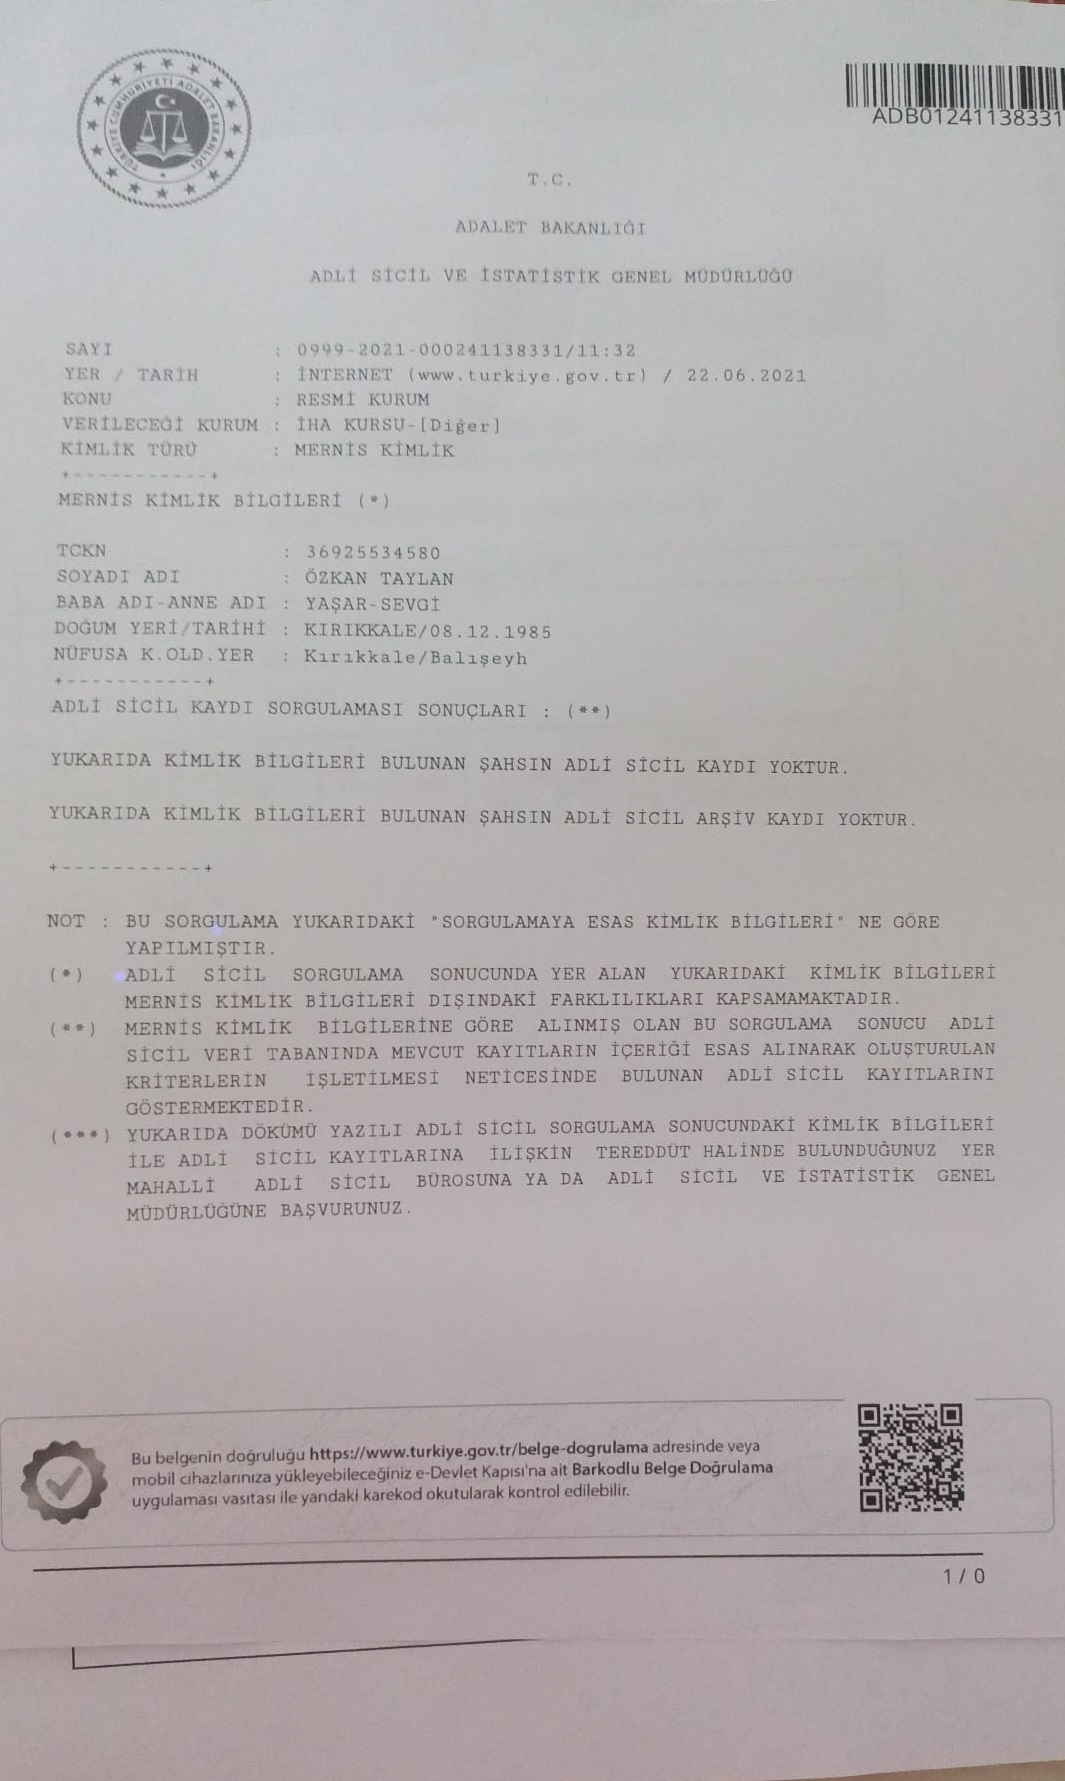 TÜRKİYE CUMHURİYETİ ADALET BAKANLIĞI
ADB01241138331
T.C.
ADALET BAKANLIĞI
ADLİ SİCİL VE İSTATİSTİK GENEL MÜDÜRLÜĞÜ
SAYI : 0999-2021-000241138331/11:32
YER / TARİH : İNTERNET (www.turkiye.gov.tr) / 22.06.2021
KONU : RESMİ KURUM
VERİLECEĞİ KURUM : İHA KURSU-[Diğer]
KİMLİK TÜRÜ : MERNİS KİMLİK
+-----------+
MERNİS KİMLİK BİLGİLERİ (*)
TCKN : 36925534580
SOYADI ADI : ÖZKAN TAYLAN
BABA ADI-ANNE ADI : YAŞAR-SEVGİ
DOĞUM YERİ/TARİHİ : KIRIKKALE/08.12.1985
NÜFUSA K.OLD.YER : Kırıkkale/Balışeyh
+-----------+
ADLİ SİCİL KAYDI SORGULAMASI SONUÇLARI : (**)
YUKARIDA KİMLİK BİLGİLERİ BULUNAN ŞAHSIN ADLİ SİCİL KAYDI YOKTUR.
YUKARIDA KİMLİK BİLGİLERİ BULUNAN ŞAHSIN ADLİ SİCİL ARŞİV KAYDI YOKTUR.
+-----------+
NOT : BU SORGULAMA YUKARIDAKİ "SORGULAMAYA ESAS KİMLİK BİLGİLERİ" NE GÖRE
YAPILMIŞTIR.
(*) ADLİ SİCİL SORGULAMA SONUCUNDA YER ALAN YUKARIDAKİ KİMLİK BİLGİLERİ
MERNİS KİMLİK BİLGİLERİ DIŞINDAKİ FARKLILIKLARI KAPSAMAMAKTADIR.
(**) MERNİS KİMLİK BİLGİLERİNE GÖRE ALINMIŞ OLAN BU SORGULAMA SONUCU ADLİ
SİCİL VERİ TABANINDA MEVCUT KAYITLARIN İÇERİĞİ ESAS ALINARAK OLUŞTURULAN
KRİTERLERİN İŞLETİLMESİ NETİCESİNDE BULUNAN ADLİ SİCİL KAYITLARINI
GÖSTERMEKTEDİR.
(***) YUKARIDA DÖKÜMÜ YAZILI ADLİ SİCİL SORGULAMA SONUCUNDAKİ KİMLİK BİLGİLERİ
İLE ADLİ SİCİL KAYITLARINA İLİŞKİN TEREDDÜT HALİNDE BULUNDUĞUNUZ YER
MAHALLİ ADLİ SİCİL BÜROSUNA YA DA ADLİ SİCİL VE İSTATİSTİK GENEL
MÜDÜRLÜĞÜNE BAŞVURUNUZ.
Bu belgenin doğruluğu https://www.turkiye.gov.tr/belge-dogrulama adresinde veya
mobil cihazlarınıza yükleyebileceğiniz e-Devlet Kapısı'na ait Barkodlu Belge Doğrulama
uygulaması vasıtası ile yandaki karekod okutularak kontrol edilebilir.
1 / 0